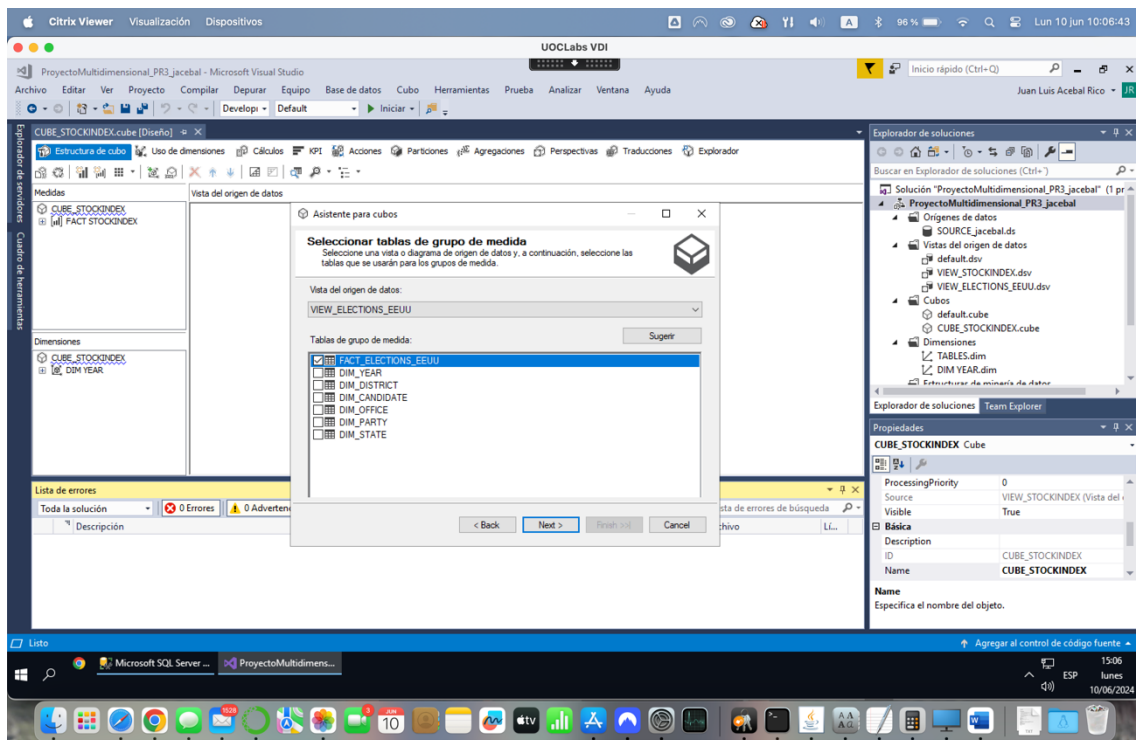 Citrix Viewer Visualización Dispositivos
A 96 % Lun 10 jun 10:06:43
UOCLabs VDI
ProyectoMultidimensional_PR3_jacebal - Microsoft Visual Studio
Inicio rápido (Ctrl+Q)
Archivo Editar Ver Proyecto Compilar Depurar Equipo Base de datos Cubo Herramientas Prueba Analizar Ventana Ayuda
Juan Luis Acebal Rico JR
Developi Default Iniciar
Explorador de servidores
Cuadro de herramientas
CUBE_STOCKINDEX.cube [Diseño]
Estructura de cubo Uso de dimensiones Cálculos KPI Acciones Particiones Agregaciones Perspectivas Traducciones Explorador
Medidas
CUBE_STOCKINDEX
FACT STOCKINDEX
Vista del origen de datos
Dimensiones
CUBE_STOCKINDEX
DIM YEAR
Asistente para cubos
Seleccionar tablas de grupo de medida
Seleccione una vista o diagrama de origen de datos y, a continuación, seleccione las
tablas que se usarán para los grupos de medida.
Vista del origen de datos:
VIEW_ELECTIONS_EEUU
Tablas de grupo de medida:
Sugerir
FACT_ELECTIONS_EEUU
DIM_YEAR
DIM_DISTRICT
DIM_CANDIDATE
DIM_OFFICE
DIM_PARTY
DIM_STATE
< Back Next > Finish >>| Cancel
Lista de errores
Toda la solución 0 Errores 0 Adverten
sta de errores de búsqueda
Descripción
chivo Lí...
Explorador de soluciones
Buscar en Explorador de soluciones (Ctrl+´)
Solución "ProyectoMultidimensional_PR3_jacebal" (1 pr
ProyectoMultidimensional_PR3_jacebal
Orígenes de datos
SOURCE_jacebal.ds
Vistas del origen de datos
default.dsv
VIEW_STOCKINDEX.dsv
VIEW_ELECTIONS_EEUU.dsv
Cubos
default.cube
CUBE_STOCKINDEX.cube
Dimensiones
TABLES.dim
DIM YEAR.dim
Estructuras de minería de datos
Explorador de soluciones Team Explorer
Propiedades
CUBE_STOCKINDEX Cube
ProcessingPriority 0
Source VIEW_STOCKINDEX (Vista del
Visible True
Básica
Description
ID CUBE_STOCKINDEX
Name CUBE_STOCKINDEX
Name
Especifica el nombre del objeto.
Listo
Agregar al control de código fuente
Microsoft SQL Server ... ProyectoMultidimens...
ESP
15:06
lunes
10/06/2024
1528
3
JUN
10
tv